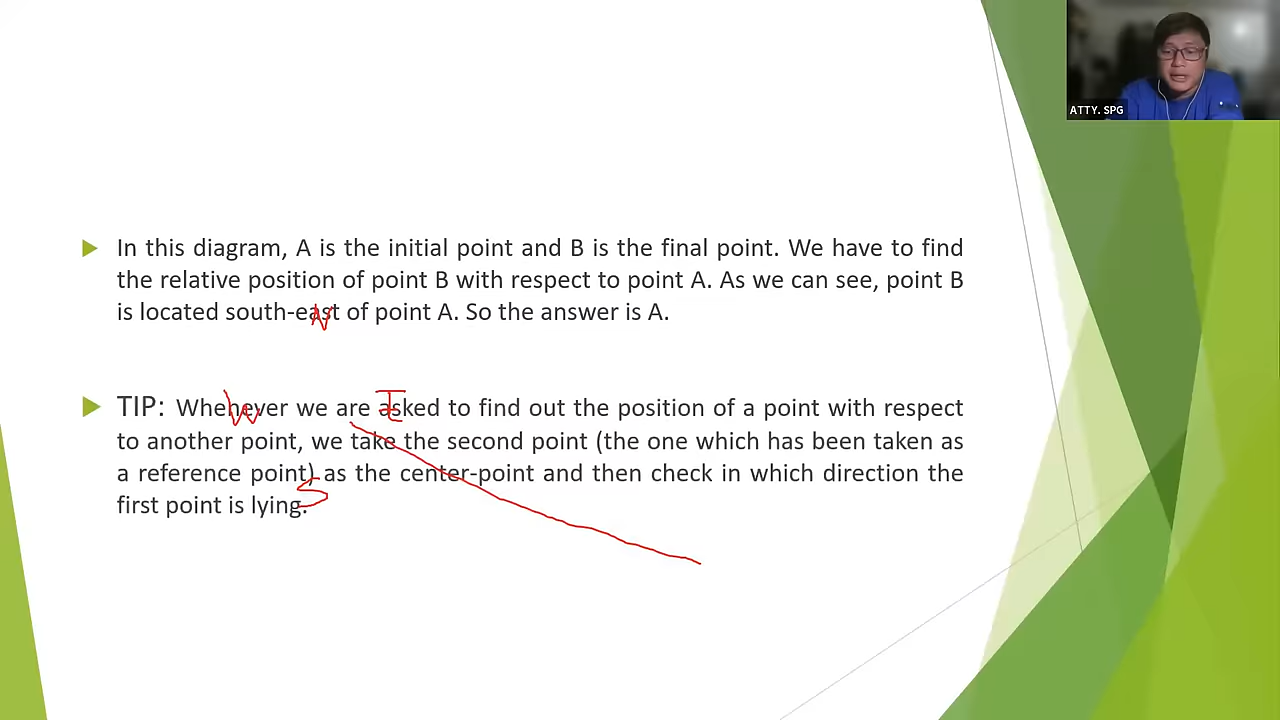 ATTY. SPG
In this diagram, A is the initial point and B is the final point. We have to find
the relative position of point B with respect to point A. As we can see, point B
is located south-east of point A. So the answer is A.
N
TIP: Whenever we are asked to find out the position of a point with respect
W
to another point, we take the second point (the one which has been taken as
a reference point) as the center-point and then check in which direction the
S
first point is lying.